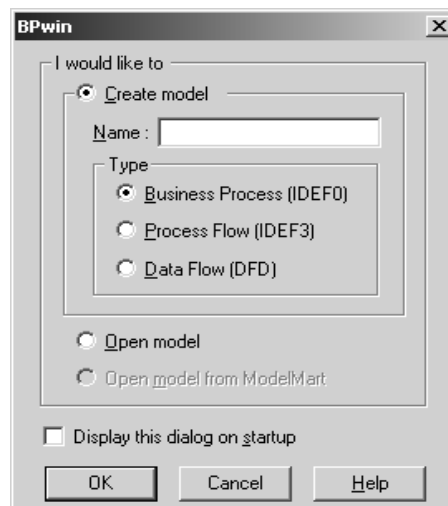 BPwin
I would like to
Create model
Name :
Type
Business Process (IDEF0)
Process Flow (IDEF3)
Data Flow (DFD)
Open model
Open model from ModelMart
Display this dialog on startup
OK Cancel Help